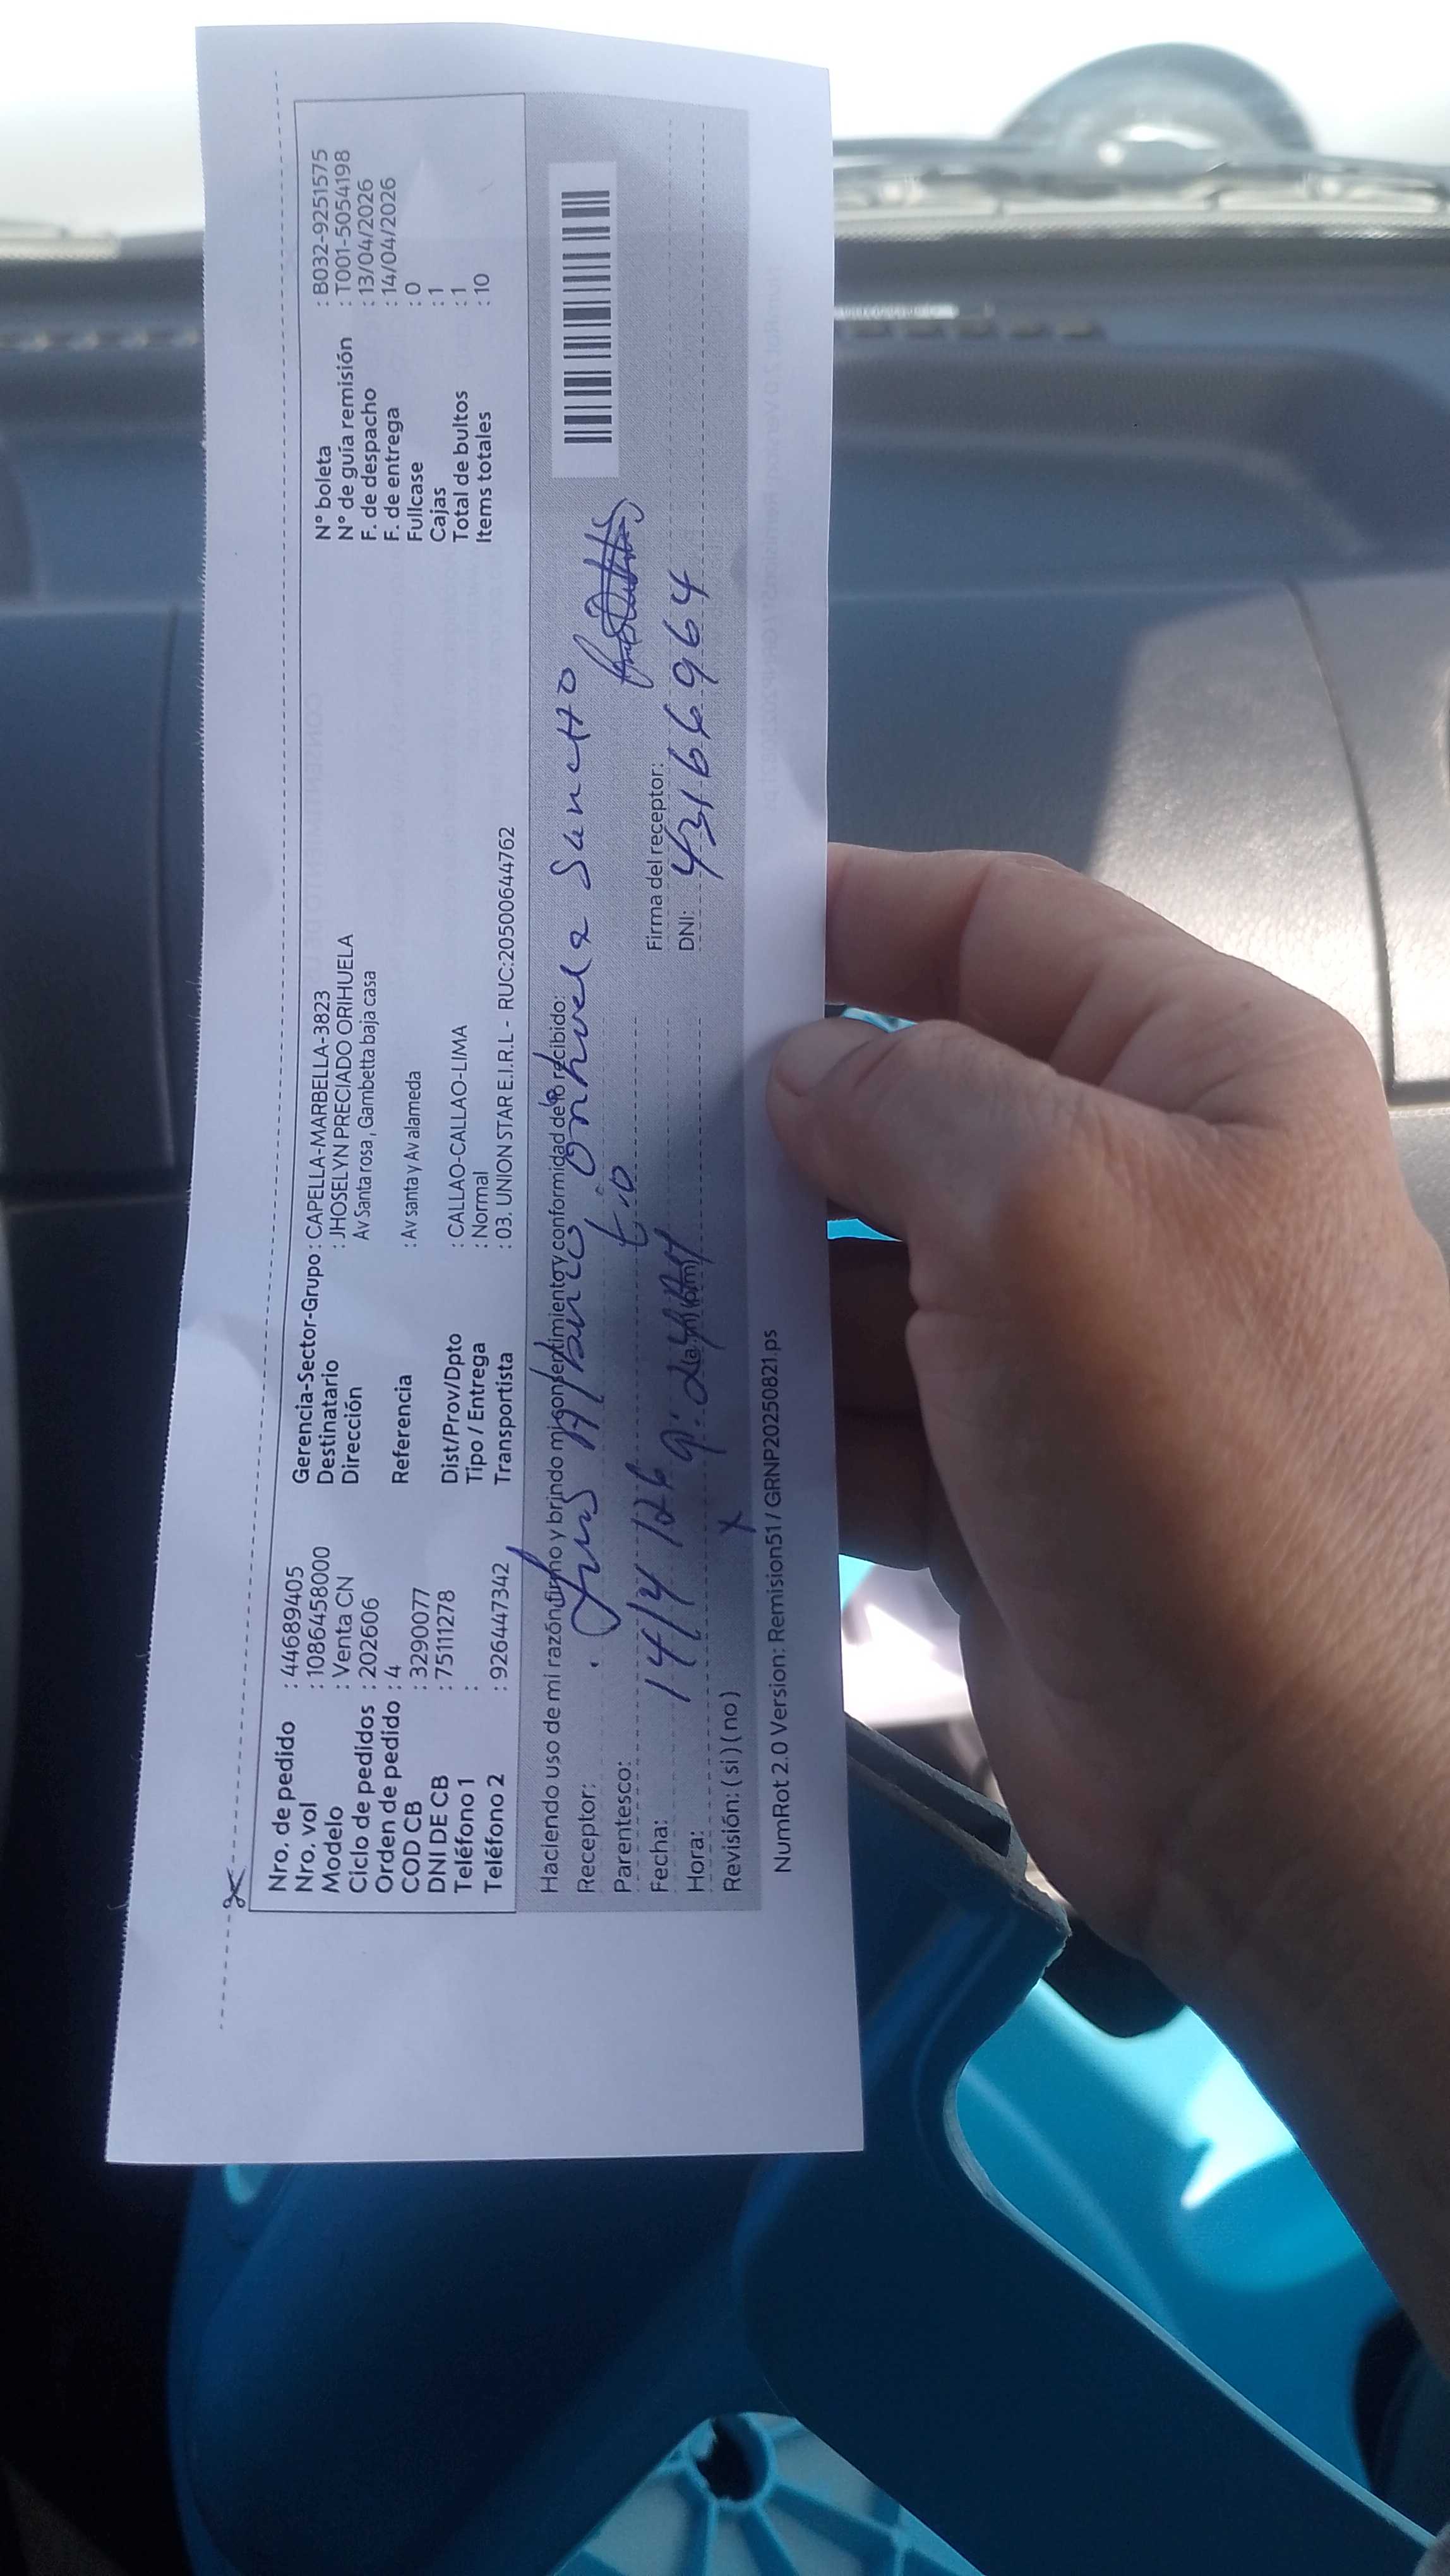 Nro. de pedido : 44689405
Nro. vol : 1086458000
Modelo : Venta CN
Ciclo de pedidos : 202606
Orden de pedido : 4
COD CB : 3290077
DNI DE CB : 75111278
Teléfono 1 :
Teléfono 2 : 926447342
Gerencia-Sector-Grupo : CAPELLA-MARBELLA-3823
Destinatario : JHOSELYN PRECIADO ORIHUELA
Dirección Av Santa rosa , Gambetta baja casa
Referencia : Av santa y Av alameda
Dist/Prov/Dpto : CALLAO-CALLAO-LIMA
Tipo / Entrega : Normal
Transportista : 03. UNION STAR E.I.R.L - RUC:20500644762
N° boleta : B032-9251575
N° de guía remisión : T001-5054198
F. de despacho : 13/04/2026
F. de entrega : 14/04/2026
Fullcase : 0
Cajas : 1
Total de bultos : 1
Items totales : 10
Haciendo uso de mi razón firmo y brindo mi consentimiento y conformidad de lo recibido:
Receptor: Luis Orihuela
Parentesco: tio
Fecha: 14/4/26
Hora: (am)(pm)
Revisión: ( si ) ( no ) x
Firma del receptor:
DNI: 43166964
NumRot 2.0 Version: Remision51 / GRNP20250821.ps